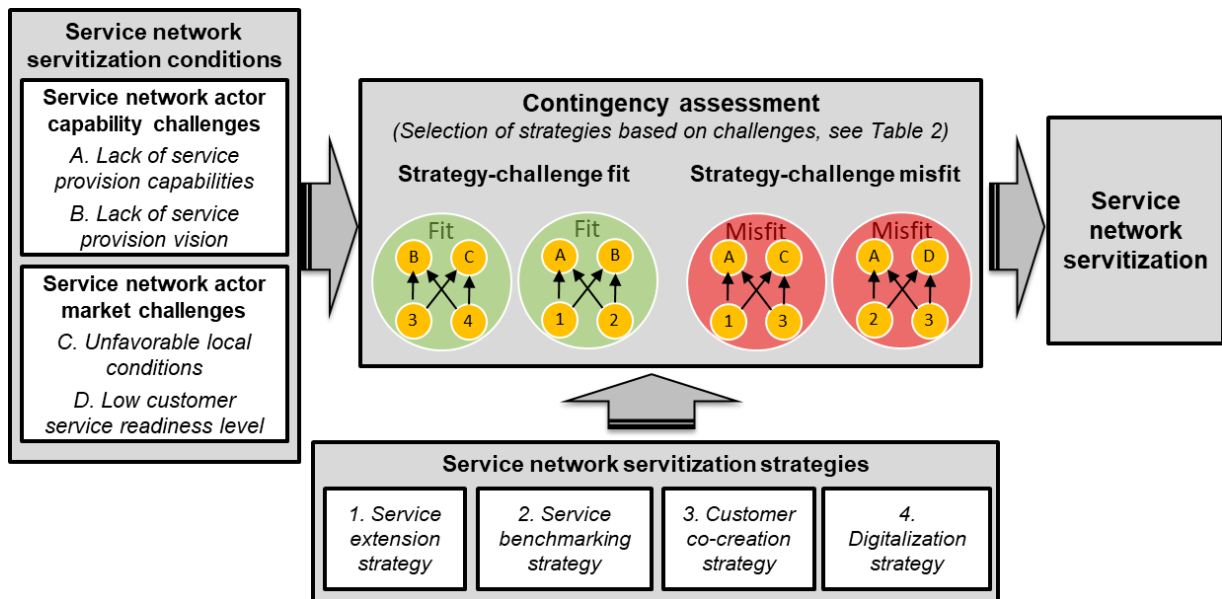 Service network
servitization conditions
Service network actor
capability challenges
A. Lack of service
provision capabilities
B. Lack of service
provision vision
Service network actor
market challenges
C. Unfavorable local
conditions
D. Low customer
service readiness level
Contingency assessment
(Selection of strategies based on challenges, see Table 2)
Strategy-challenge fit
Strategy-challenge misfit
Fit
B C
3 4
Fit
A B
1 2
Misfit
A C
1 3
Misfit
A D
2 3
Service
network
servitization
Service network servitization strategies
1. Service
extension
strategy
2. Service
benchmarking
strategy
3. Customer
co-creation
strategy
4.
Digitalization
strategy